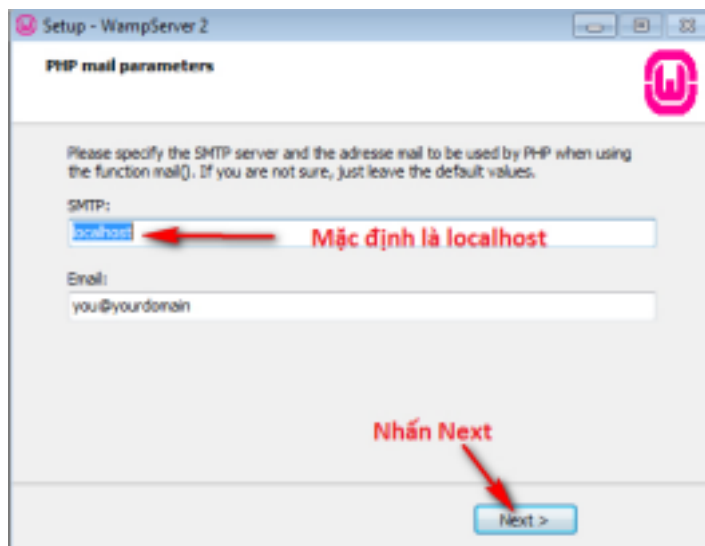 Setup - WampServer 2
PHP mail parameters
Please specify the SMTP server and the adresse mail to be used by PHP when using
the function mail(). If you are not sure, just leave the default values.
SMTP:
localhost
Mặc định là localhost
Email:
you@yourdomain
Nhấn Next
Next >